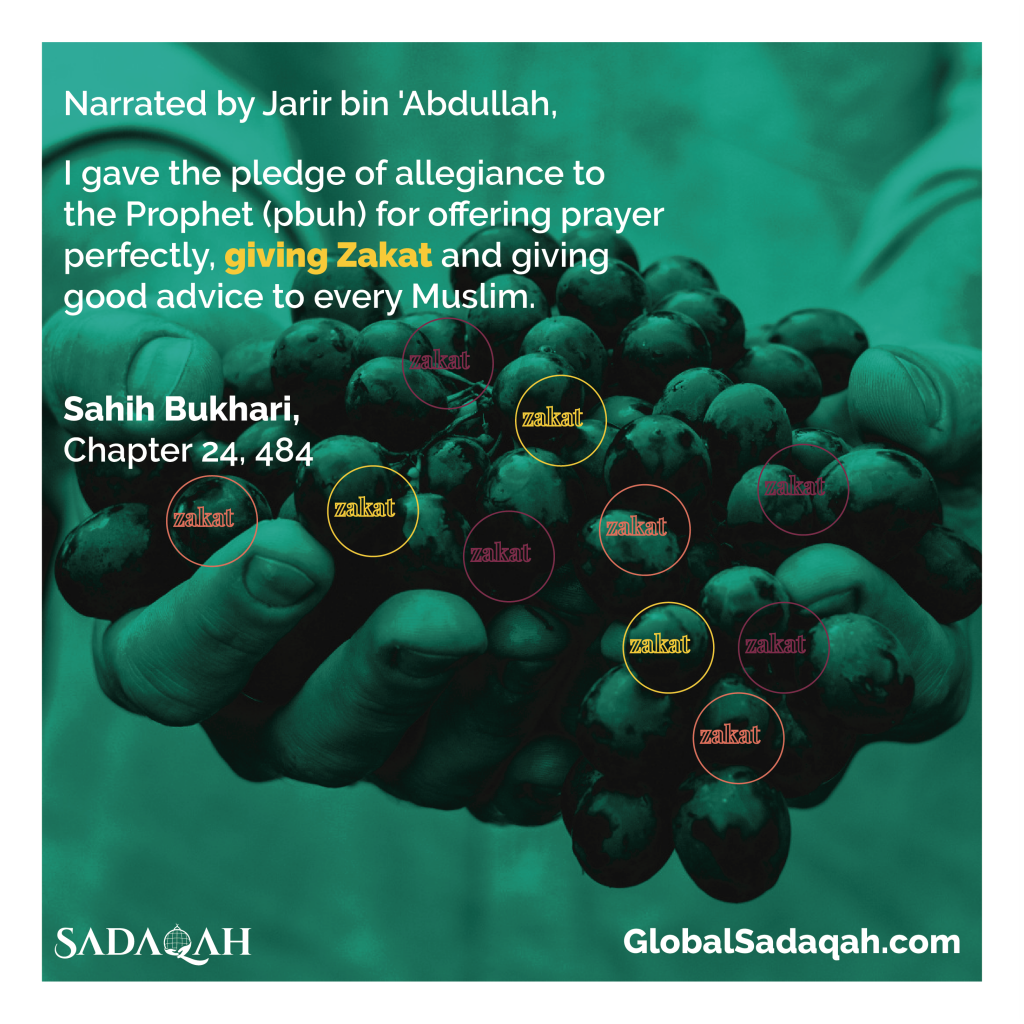 Narrated by Jarir bin 'Abdullah,
I gave the pledge of allegiance to
the Prophet (pbuh) for offering prayer
perfectly, giving Zakat and giving
good advice to every Muslim.
zakat
Sahih Bukhari,
zakat
Chapter 24, 484
zakat
zakat
zakat
zakat
zakat
zakat
zakat
zakat
SADAQAH
GlobalSadaqah.com